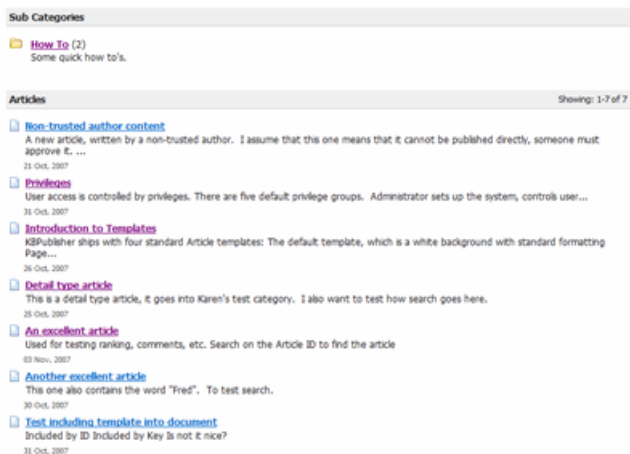 Sub Categories
How To (2)
Some quick how to's.
Articles Showing: 1-7 of 7
Non-trusted author content
A new article, written by a non-trusted author. I assume that this one means that it cannot be published directly, someone must
approve it. ...
21 Oct, 2007
Privileges
User access is controlled by privileges. There are five default privilege groups. Administrator sets up the system, controls user...
31 Oct, 2007
Introduction to Templates
KBPublisher ships with four standard Article templates: The default template, which is a white background with standard formatting
Page...
26 Oct, 2007
Detail type article
This is a detail type article, it goes into Karen's test category. I also want to test how search goes here.
25 Oct, 2007
An excellent article
Used for testing ranking, comments, etc. Search on the Article ID to find the article
03 Nov, 2007
Another excellent article
This one also contains the word "Fred". To test search.
30 Oct, 2007
Test including template into document
Included by ID Included by Key Is not it nice?
31 Oct, 2007